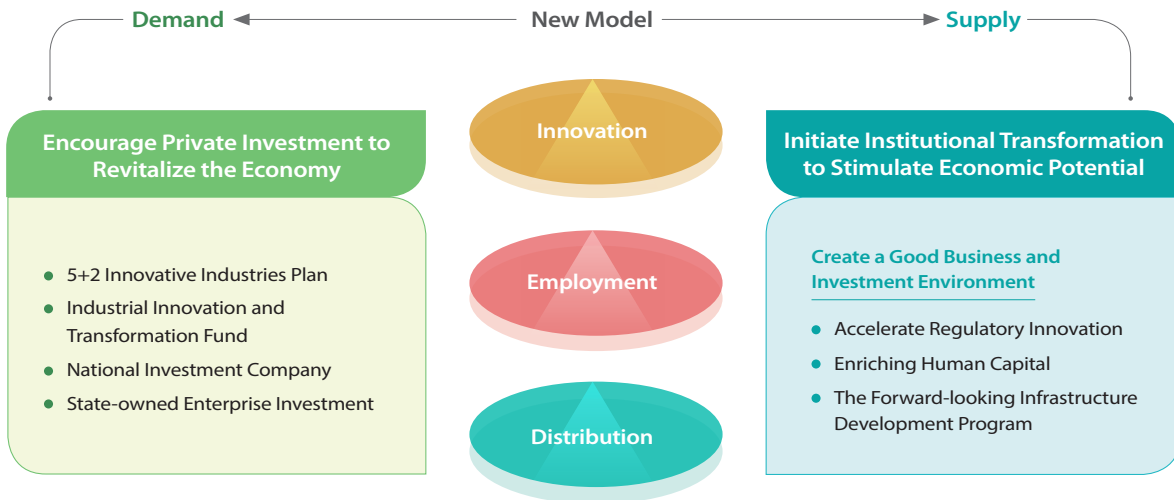 Demand
New Model
Supply
Encourage Private Investment to
Revitalize the Economy
5+2 Innovative Industries Plan
Industrial Innovation and
Transformation Fund
National Investment Company
State-owned Enterprise Investment
Innovation
Employment
Distribution
Initiate Institutional Transformation
to Stimulate Economic Potential
Create a Good Business and
Investment Environment
Accelerate Regulatory Innovation
Enriching Human Capital
The Forward-looking Infrastructure
Development Program